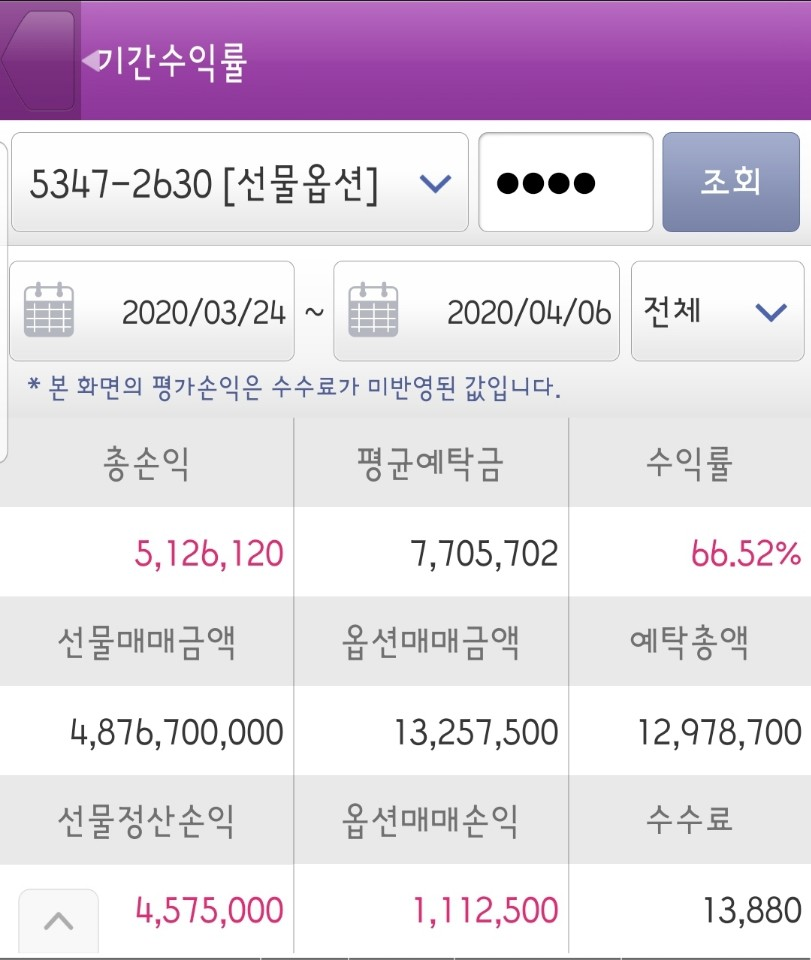 기간수익률
5347-2630 [선물옵션] ●●●● 조회
2020/03/24 ~ 2020/04/06 전체
* 본 화면의 평가손익은 수수료가 미반영된 값입니다.
총손익 평균예탁금 수익률
5,126,120 7,705,702 66.52%
선물매매금액 옵션매매금액 예탁총액
4,876,700,000 13,257,500 12,978,700
선물정산손익 옵션매매손익 수수료
4,575,000 1,112,500 13,880